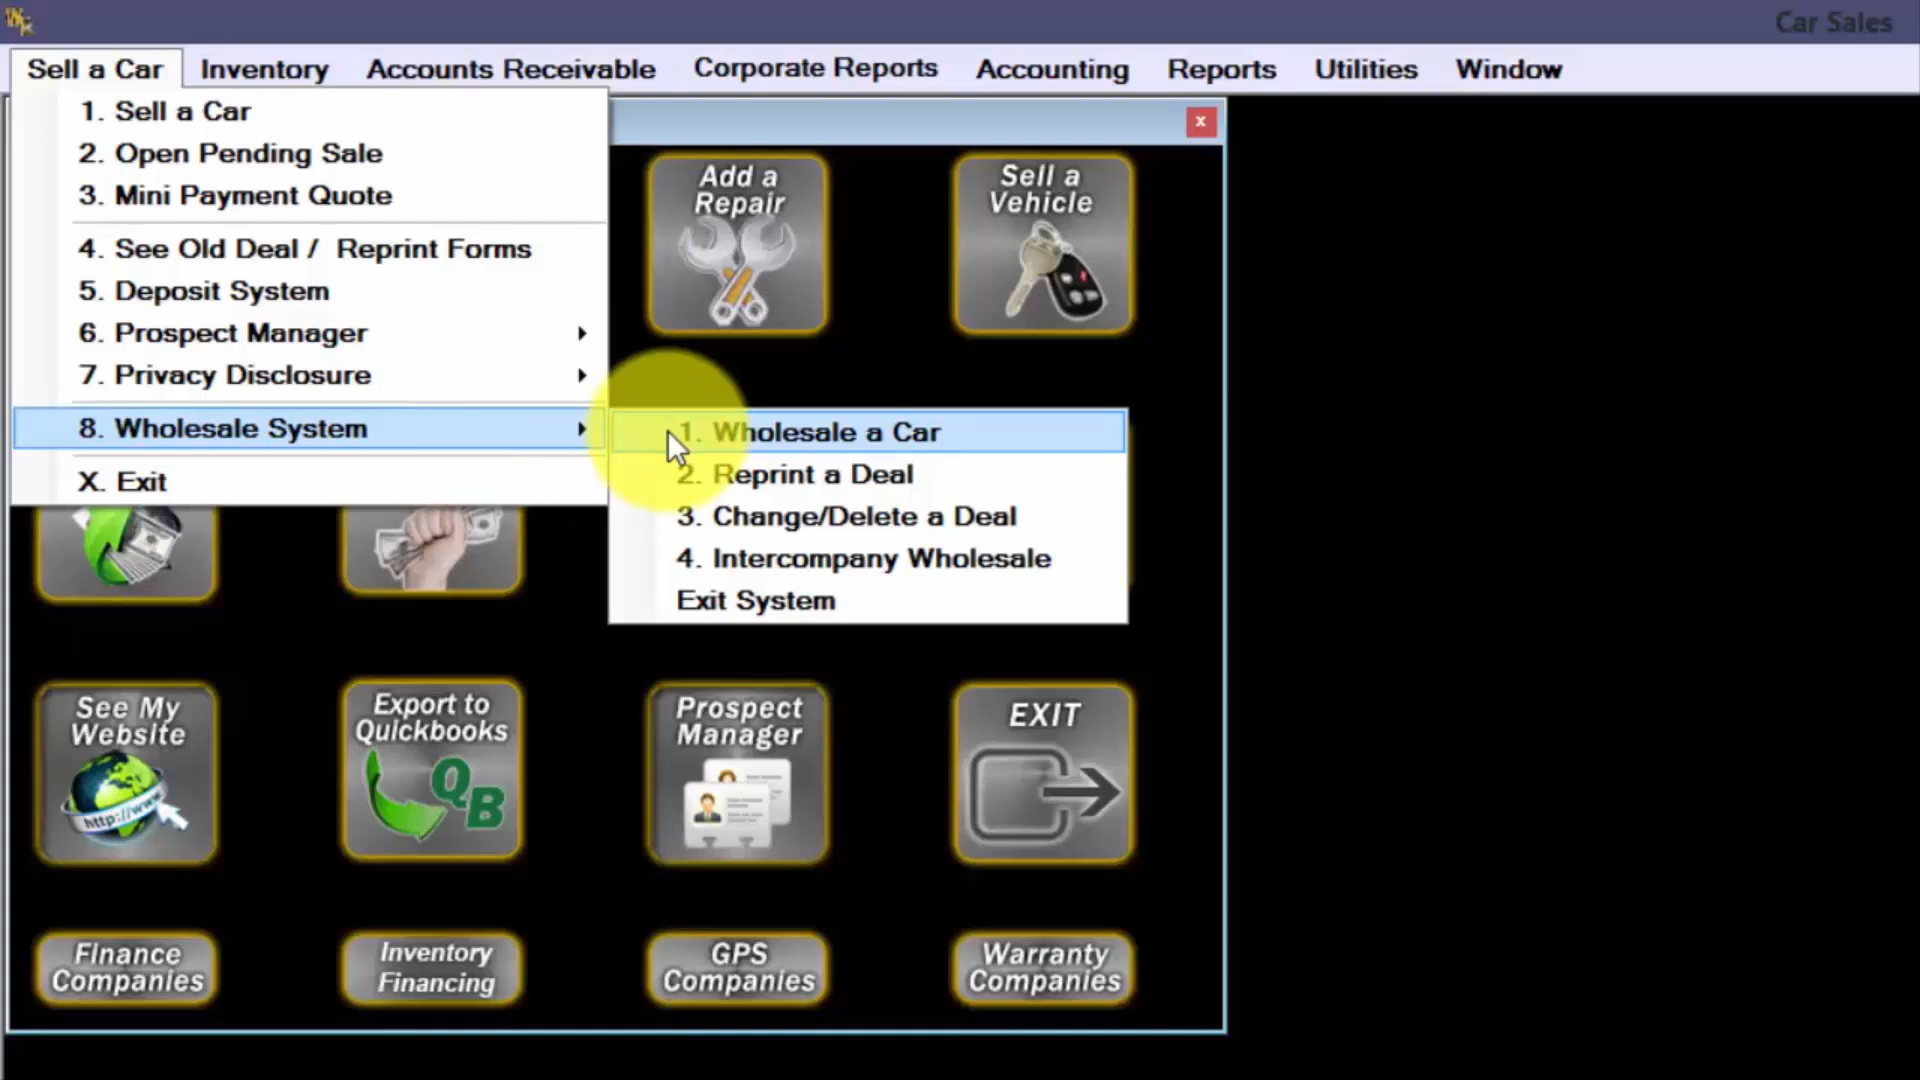 Car Sales
Sell a Car
Inventory
Accounts Receivable
Corporate Reports
Accounting
Reports
Utilities
Window
1. Sell a Car
2. Open Pending Sale
3. Mini Payment Quote
4. See Old Deal /  Reprint Forms
5. Deposit System
6. Prospect Manager
7. Privacy Disclosure
8. Wholesale System
X. Exit
1. Wholesale a Car
2. Reprint a Deal
3. Change/Delete a Deal
4. Intercompany Wholesale
Exit System
Add a
Repair
Sell a
Vehicle
See My
Website
http://www
Export to
Quickbooks
QB
Prospect
Manager
EXIT
Finance
Companies
Inventory
Financing
GPS
Companies
Warranty
Companies